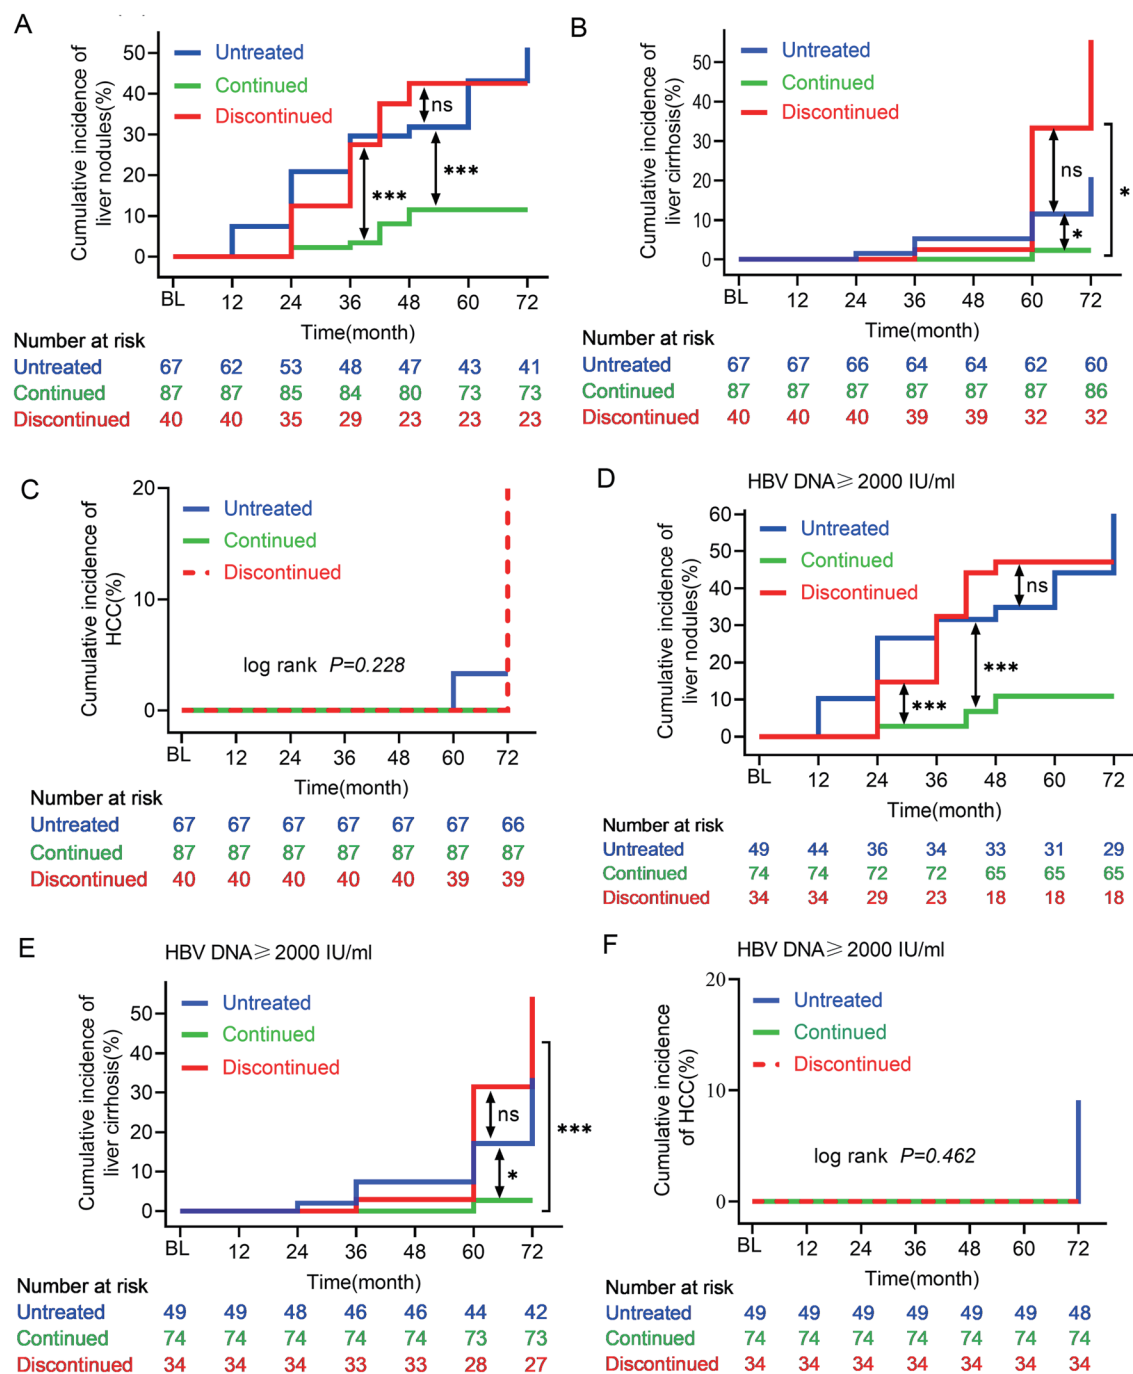 A
Cumulative incidence of
liver nodules(%)
50
40
30
20
10
0
Untreated
Continued
Discontinued
ns
***
***
BL 12 24 36 48 60 72
Time(month)
Number at risk
Untreated 67 62 53 48 47 43 41
Continued 87 87 85 84 80 73 73
Discontinued 40 40 35 29 23 23 23
B
Cumulative incidence of
liver cirrhosis(%)
50
40
30
20
10
0
Untreated
Continued
Discontinued
ns
*
*
BL 12 24 36 48 60 72
Time(month)
Number at risk
Untreated 67 67 66 64 64 62 60
Continued 87 87 87 87 87 87 86
Discontinued 40 40 40 39 39 32 32
C
Cumulative incidence of
HCC(%)
20
10
0
Untreated
Continued
Discontinued
log rank P=0.228
BL 12 24 36 48 60 72
Time(month)
Number at risk
Untreated 67 67 67 67 67 67 66
Continued 87 87 87 87 87 87 87
Discontinued 40 40 40 40 40 39 39
D
HBV DNA≥2000 IU/ml
Cumulative incidence of
liver nodules(%)
60
50
40
30
20
10
0
Untreated
Continued
Discontinued
ns
***
***
BL 12 24 36 48 60 72
Time(month)
Number at risk
Untreated 49 44 36 34 33 31 29
Continued 74 74 72 72 65 65 65
Discontinued 34 34 29 23 18 18 18
E
HBV DNA≥2000 IU/ml
Cumulative incidence of
liver cirrhosis(%)
50
40
30
20
10
0
Untreated
Continued
Discontinued
ns
*
***
BL 12 24 36 48 60 72
Time(month)
Number at risk
Untreated 49 49 48 46 46 44 42
Continued 74 74 74 74 74 73 73
Discontinued 34 34 34 33 33 28 27
F
HBV DNA≥2000 IU/ml
Cumulative incidence
of HCC(%)
20
10
0
Untreated
Continued
Discontinued
log rank P=0.462
BL 12 24 36 48 60 72
Time(month)
Number at risk
Untreated 49 49 49 49 49 49 48
Continued 74 74 74 74 74 74 74
Discontinued 34 34 34 34 34 34 34